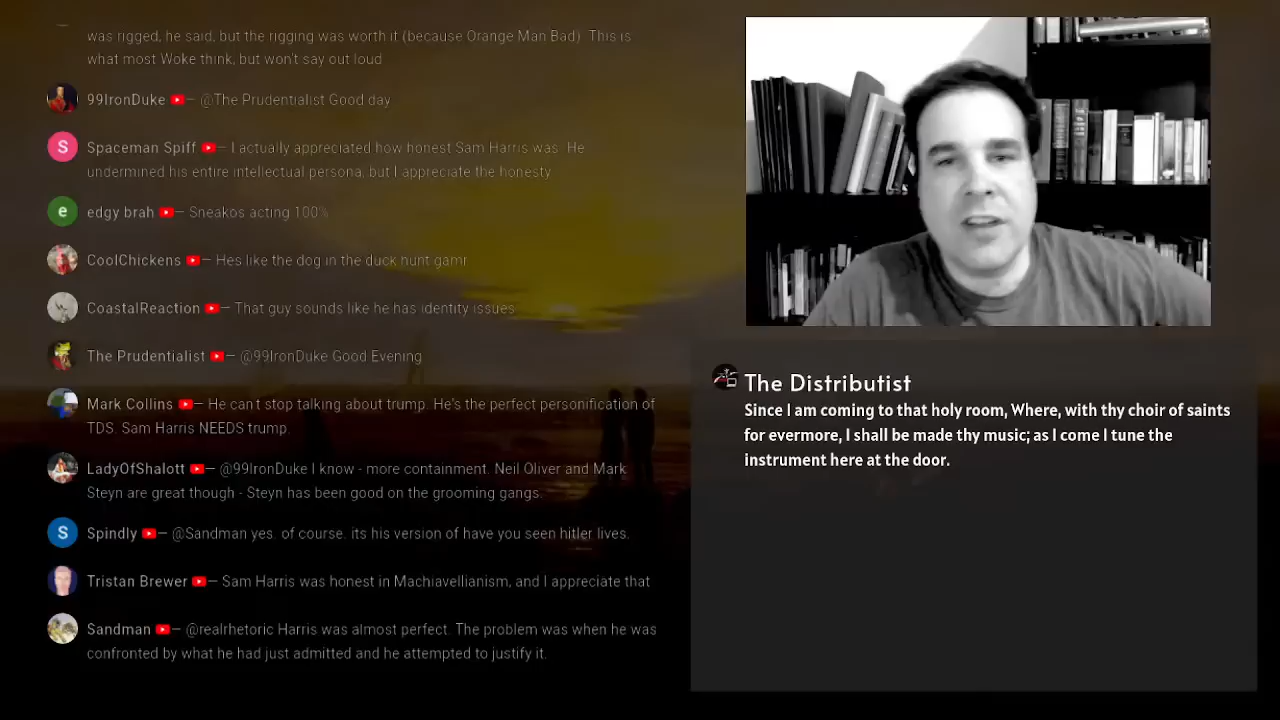 was rigged, he said, but the rigging was worth it (because Orange Man Bad) This is
what most Woke think, but won't say out loud
99IronDuke — @The Prudentialist Good day
S Spaceman Spiff — I actually appreciated how honest Sam Harris was. He
undermined his entire intellectual persona, but I appreciate the honesty
e edgy brah — Sneakos acting 100%
CoolChickens — Hes like the dog in the duck hunt gamr
CoastalReaction — That guy sounds like he has identity issues
The Prudentialist — @99IronDuke Good Evening
Mark Collins — He can't stop talking about trump. He's the perfect personification of
TDS. Sam Harris NEEDS trump.
LadyOfShalott — @99IronDuke I know - more containment. Neil Oliver and Mark
Steyn are great though - Steyn has been good on the grooming gangs.
S Spindly — @Sandman yes. of course. its his version of have you seen hitler lives.
Tristan Brewer — Sam Harris was honest in Machiavellianism, and I appreciate that
Sandman — @realrhetoric Harris was almost perfect. The problem was when he was
confronted by what he had just admitted and he attempted to justify it.
The Distributist
Since I am coming to that holy room, Where, with thy choir of saints
for evermore, I shall be made thy music; as I come I tune the
instrument here at the door.